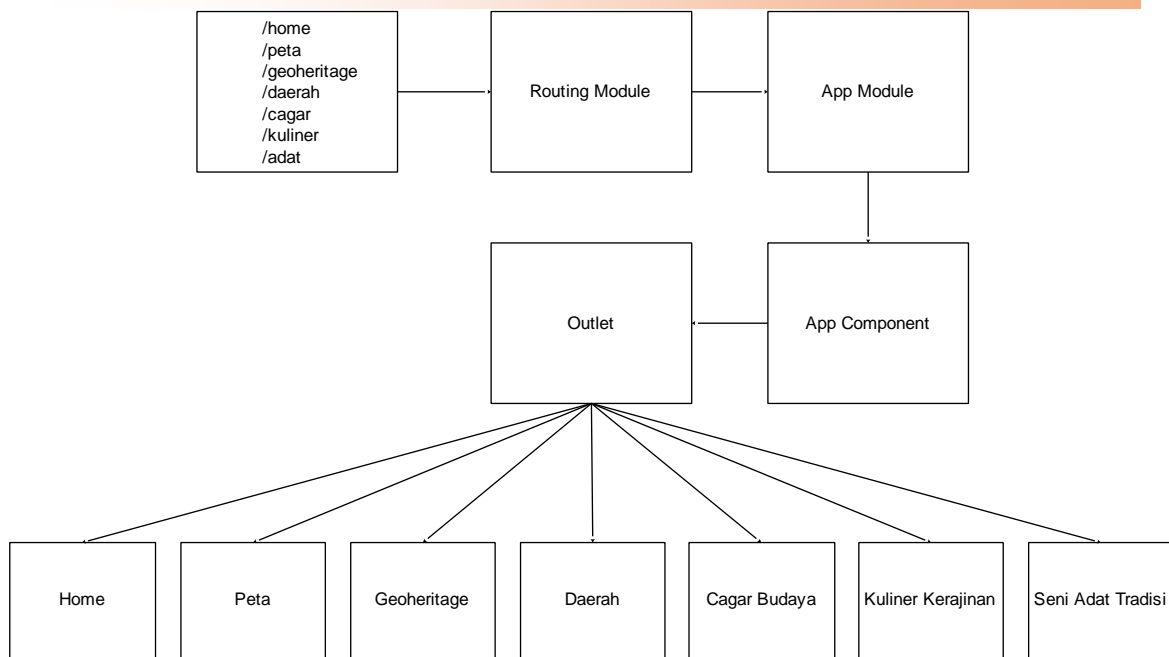 /home
/peta
/geoheritage
/daerah
/cagar
/kuliner
/adat
Routing Module
App Module
Outlet
App Component
Home
Peta
Geoheritage
Daerah
Cagar Budaya
Kuliner Kerajinan
Seni Adat Tradisi